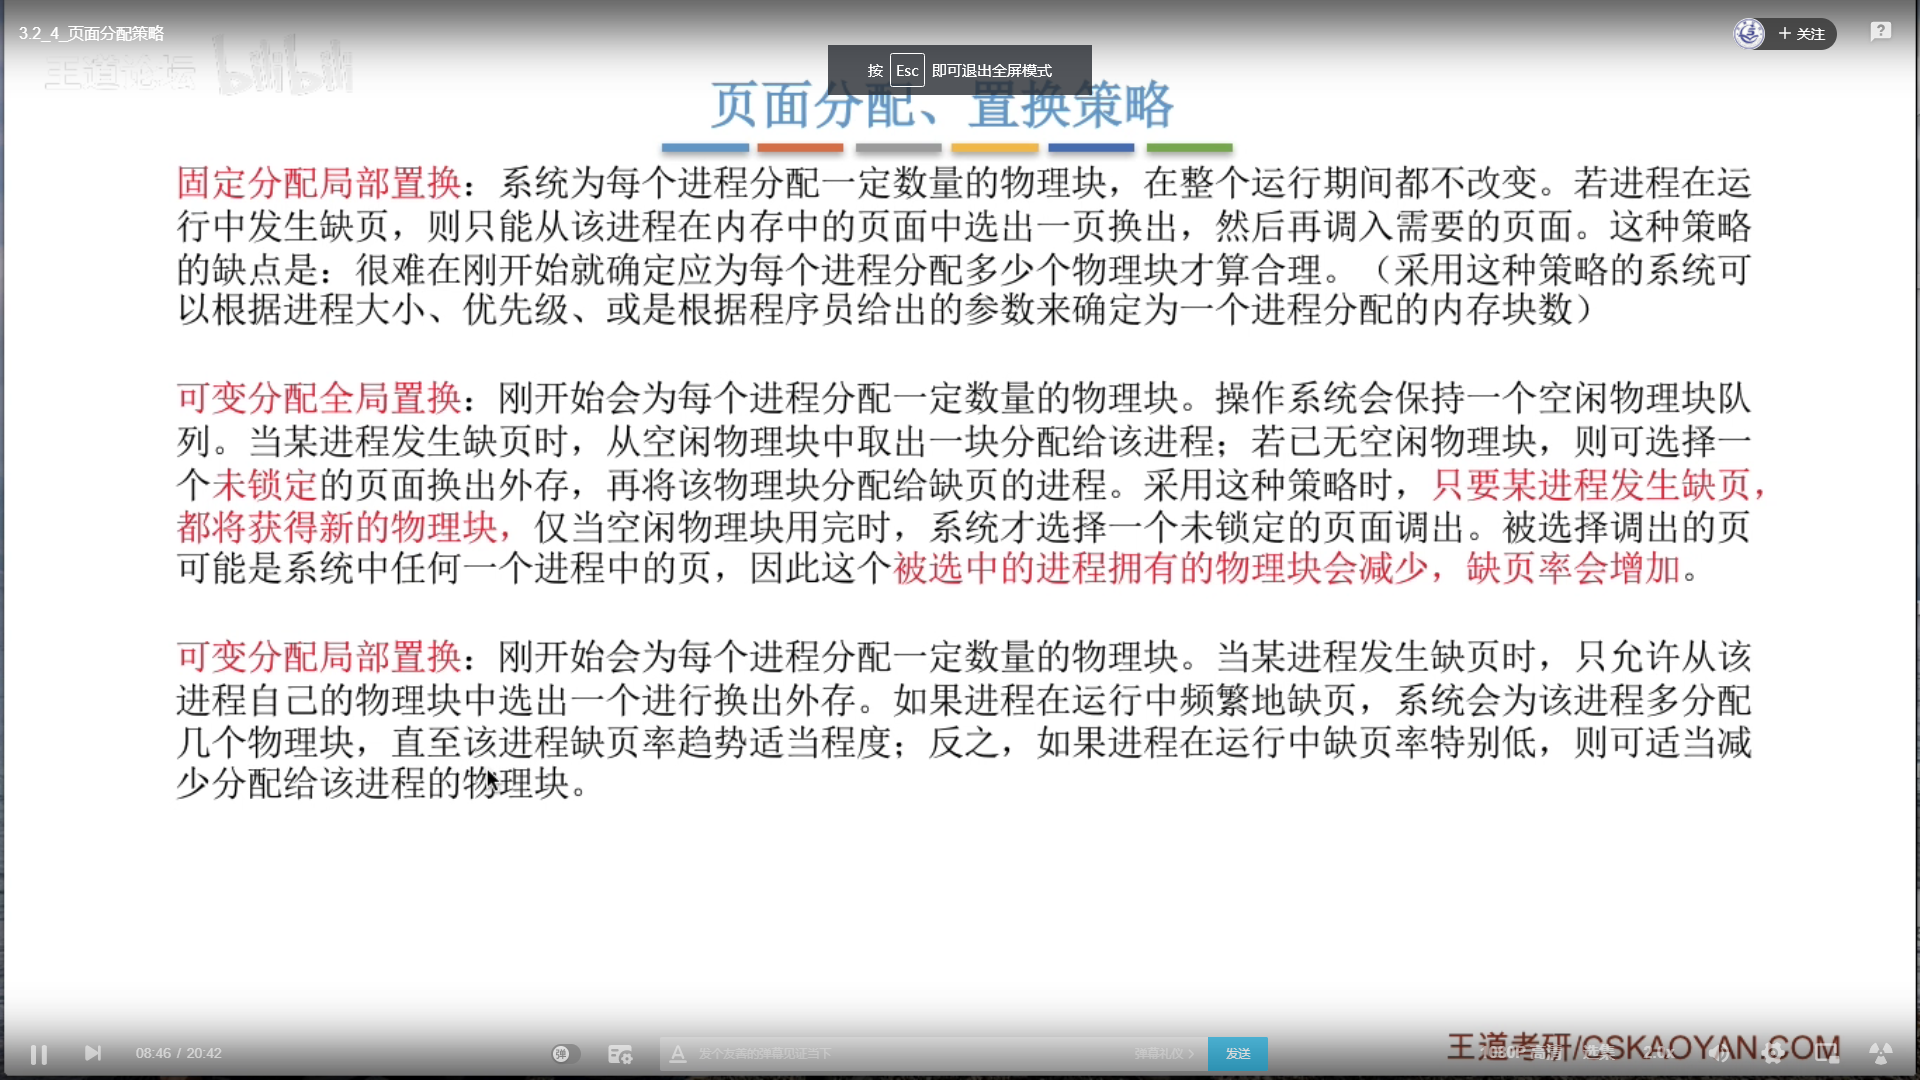 3.2_4_页面分配策略
+ 关注
王道论坛 bilibili
按 Esc 即可退出全屏模式
页面分配、置换策略
固定分配局部置换：系统为每个进程分配一定数量的物理块，在整个运行期间都不改变。若进程在运
行中发生缺页，则只能从该进程在内存中的页面中选出一页换出，然后再调入需要的页面。这种策略
的缺点是：很难在刚开始就确定应为每个进程分配多少个物理块才算合理。（采用这种策略的系统可
以根据进程大小、优先级、或是根据程序员给出的参数来确定为一个进程分配的内存块数）
可变分配全局置换：刚开始会为每个进程分配一定数量的物理块。操作系统会保持一个空闲物理块队
列。当某进程发生缺页时，从空闲物理块中取出一块分配给该进程；若已无空闲物理块，则可选择一
个未锁定的页面换出外存，再将该物理块分配给缺页的进程。采用这种策略时，只要某进程发生缺页，
都将获得新的物理块，仅当空闲物理块用完时，系统才选择一个未锁定的页面调出。被选择调出的页
可能是系统中任何一个进程中的页，因此这个被选中的进程拥有的物理块会减少，缺页率会增加。
可变分配局部置换：刚开始会为每个进程分配一定数量的物理块。当某进程发生缺页时，只允许从该
进程自己的物理块中选出一个进行换出外存。如果进程在运行中频繁地缺页，系统会为该进程多分配
几个物理块，直至该进程缺页率趋势适当程度；反之，如果进程在运行中缺页率特别低，则可适当减
少分配给该进程的物理块。
08:46 / 20:42
弹
发个友善的弹幕见证当下
弹幕礼仪 >
发送
1080P 高清
选集
2.0x
王道考研/CSKAOYAN.COM